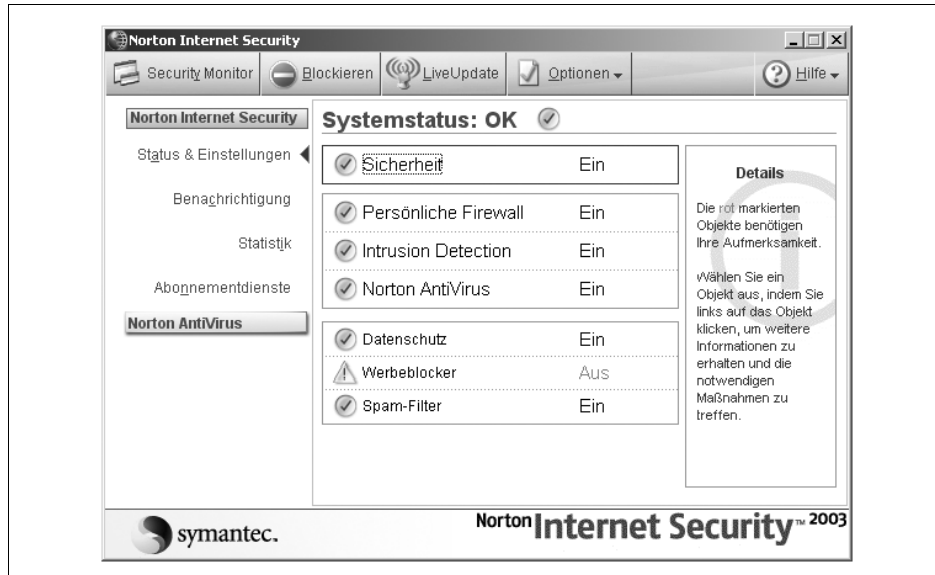 Norton Internet Security
Security Monitor
Blockieren
LiveUpdate
Optionen
Hilfe
Norton Internet Security
Status & Einstellungen
Benachrichtigung
Statistik
Abonnementdienste
Norton AntiVirus
Systemstatus: OK
Sicherheit Ein
Persönliche Firewall Ein
Intrusion Detection Ein
Norton AntiVirus Ein
Datenschutz Ein
Werbeblocker Aus
Spam-Filter Ein
Details
Die rot markierten
Objekte benötigen
Ihre Aufmerksamkeit.
Wählen Sie ein
Objekt aus, indem Sie
links auf das Objekt
klicken, um weitere
Informationen zu
erhalten und die
notwendigen
Maßnahmen zu
treffen.
symantec.
Norton Internet Security™ 2003